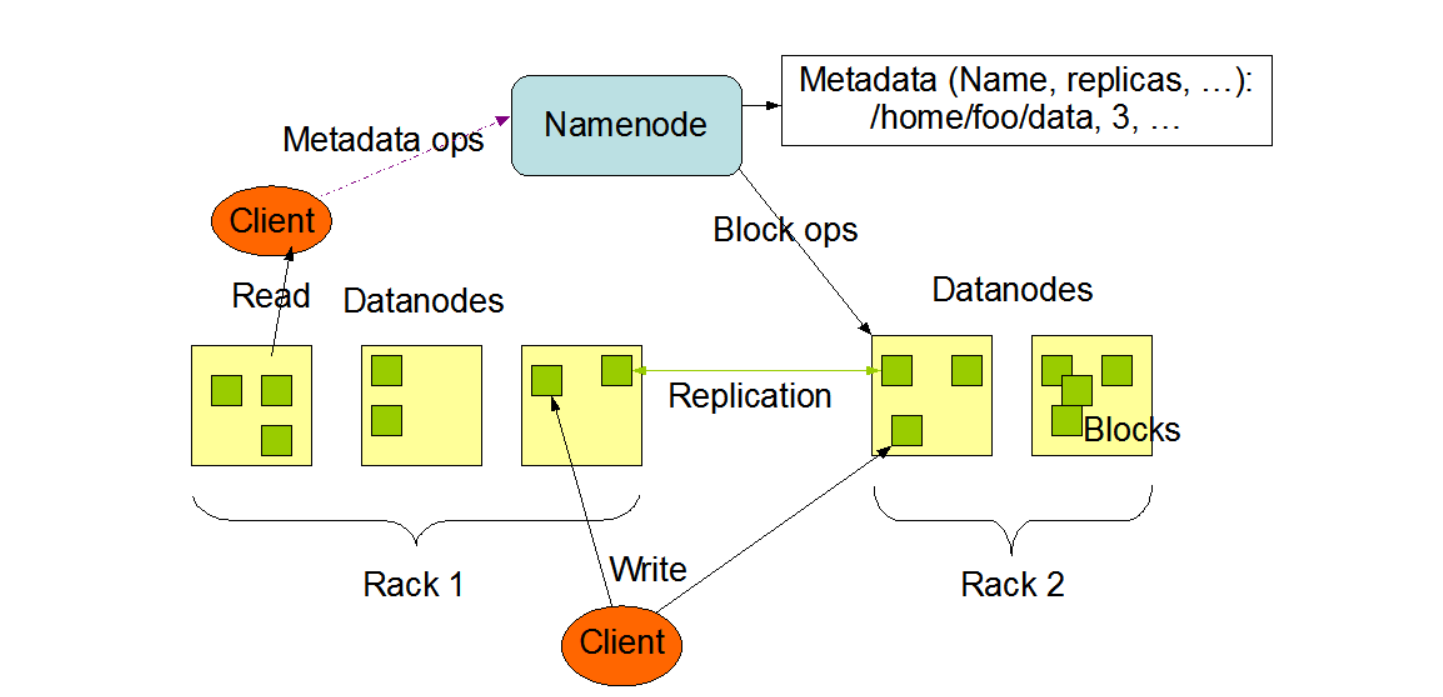 Metadata (Name, replicas, …):
/home/foo/data, 3, …
Namenode
Metadata ops
Client
Block ops
Read
Datanodes
Datanodes
Replication
Blocks
Rack 1
Write
Rack 2
Client